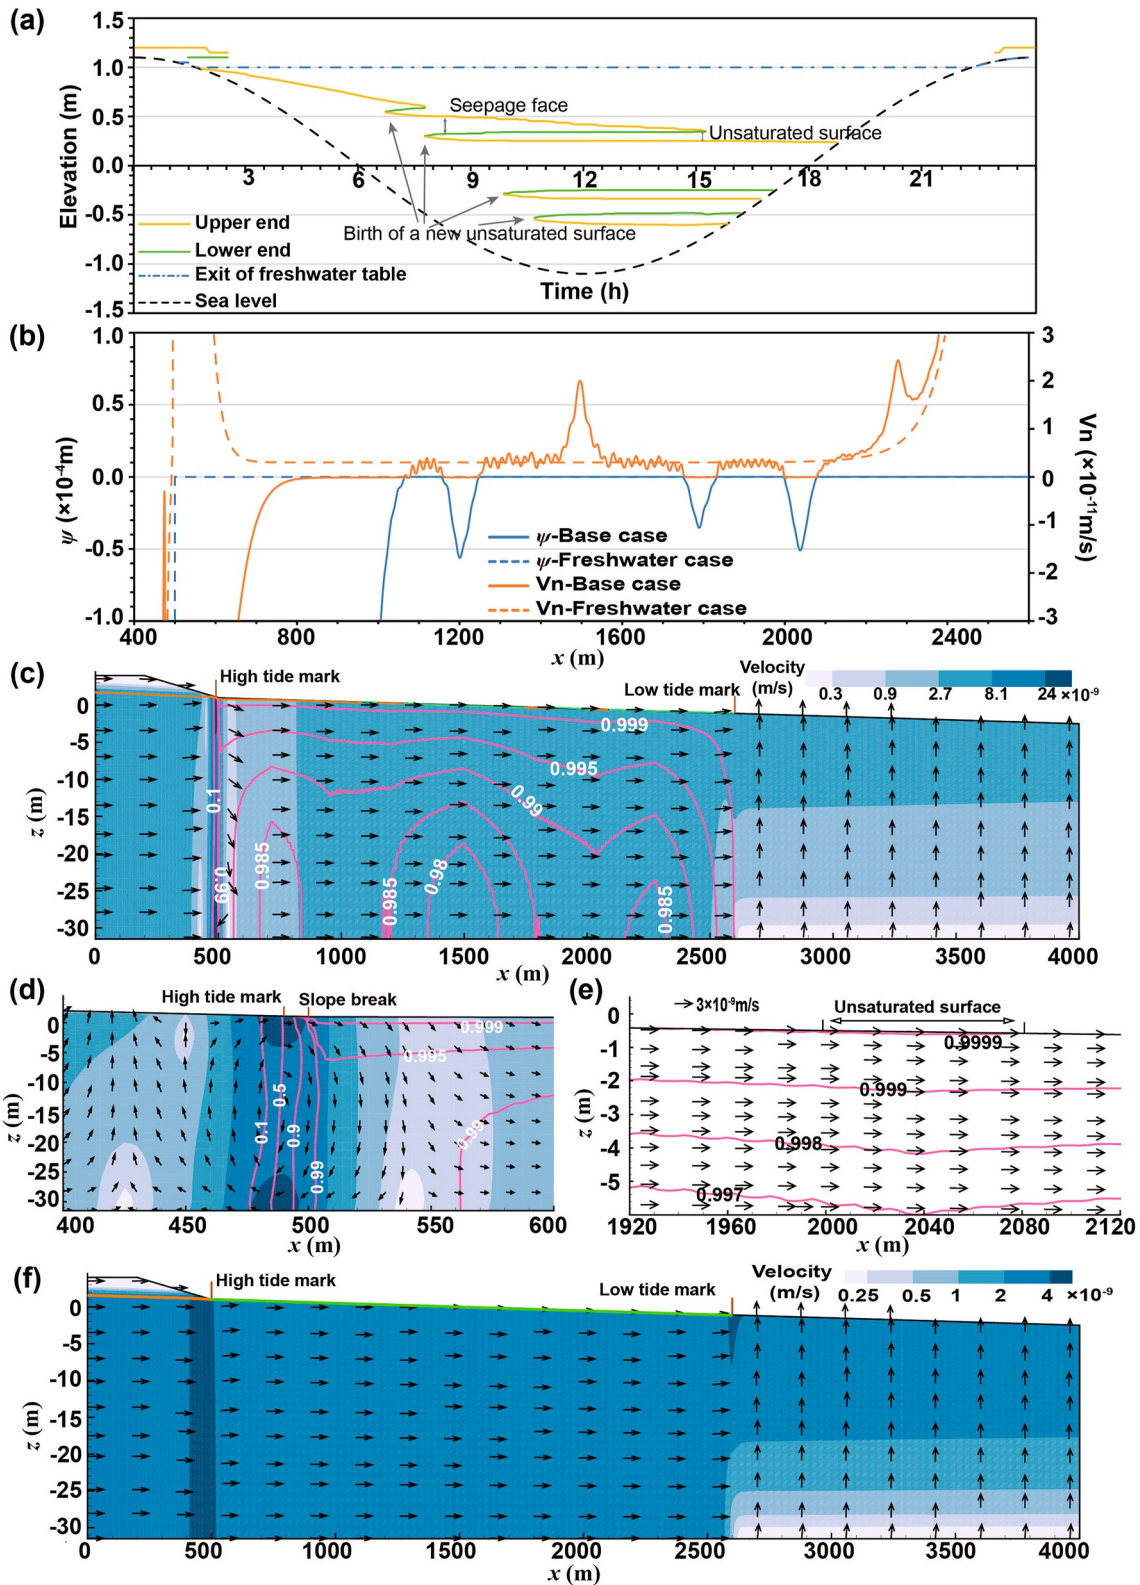 (a)
1.5
1.0
0.5
0.0
-0.5
-1.0
-1.5
Elevation (m)
3
6
9
12
15
18
21
Time (h)
Seepage face
Unsaturated surface
Birth of a new unsaturated surface
Upper end
Lower end
Exit of freshwater table
Sea level
(b)
1.0
0.5
0.0
-0.5
-1.0
ψ (×10⁻⁴m)
3
2
1
0
-1
-2
-3
Vn (×10⁻¹¹m/s)
ψ-Base case
ψ-Freshwater case
Vn-Base case
Vn-Freshwater case
400
800
1200
1600
2000
2400
x (m)
(c)
High tide mark
Low tide mark
Velocity
(m/s)
0.3
0.9
2.7
8.1
24
×10⁻⁹
0
-5
-10
-15
-20
-25
-30
z (m)
0.1
0.99
0.985
0.985
0.98
0.99
0.995
0.999
0.985
0
500
1000
1500
2000
2500
3000
3500
4000
x (m)
(d)
High tide mark
Slope break
0
-5
-10
-15
-20
-25
-30
z (m)
0.1
0.5
0.9
0.99
0.999
0.995
0.99
400
450
500
550
600
x (m)
(e)
3×10⁻⁹m/s
Unsaturated surface
0
-1
-2
-3
-4
-5
z (m)
0.9999
0.999
0.998
0.997
1920
1960
2000
2040
2080
2120
x (m)
(f)
High tide mark
Low tide mark
Velocity
(m/s)
0.25
0.5
1
2
4
×10⁻⁹
0
-5
-10
-15
-20
-25
-30
z (m)
0
500
1000
1500
2000
2500
3000
3500
4000
x (m)